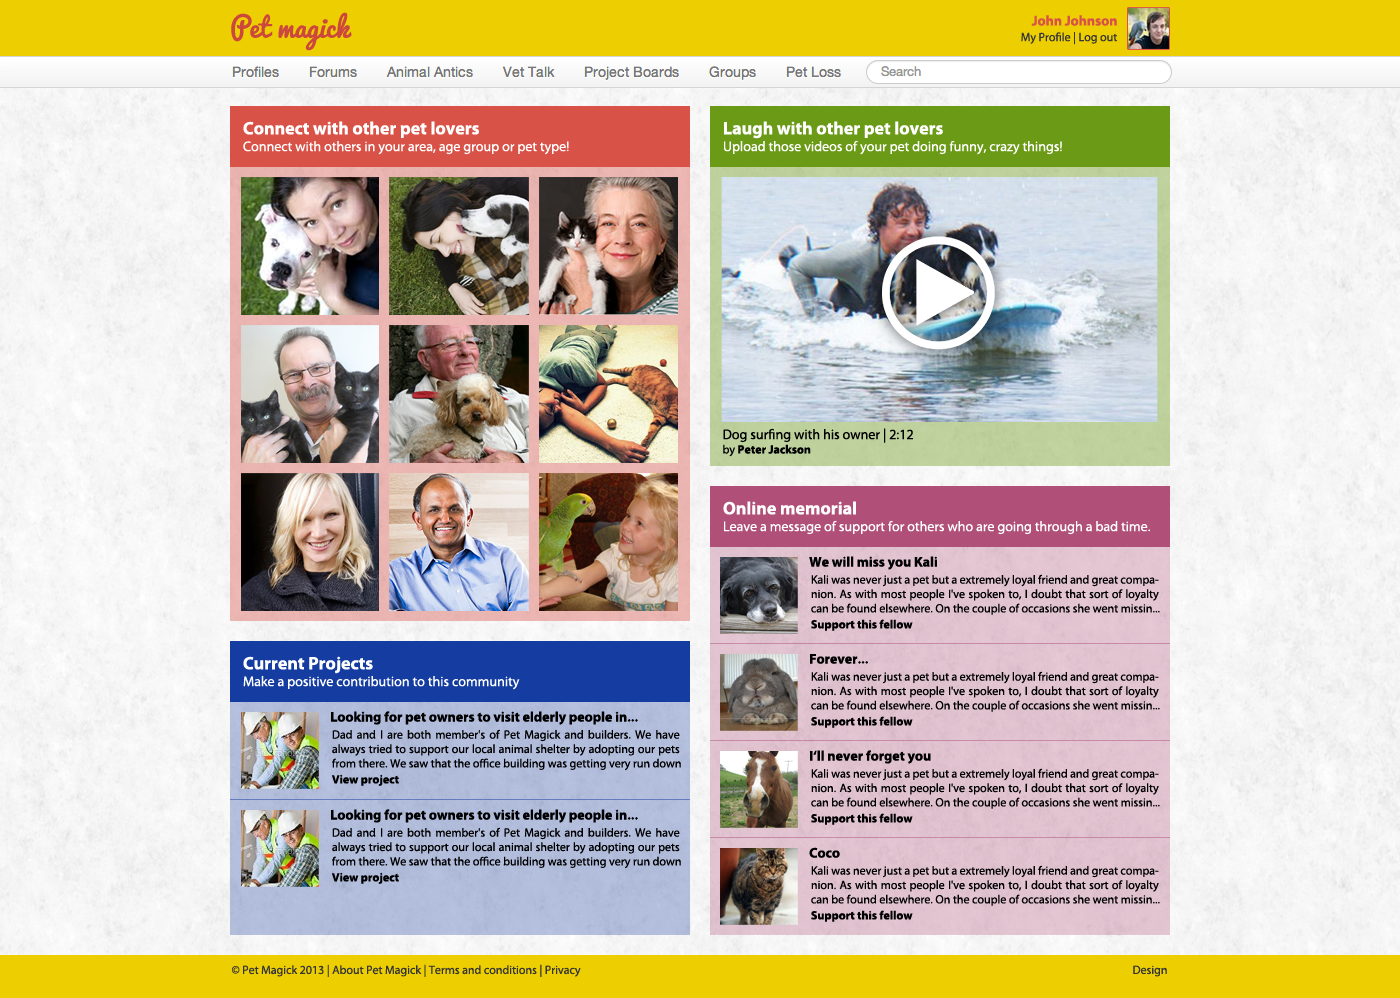 Pet magick
John Johnson
My Profile | Log out
Profiles
Forums
Animal Antics
Vet Talk
Project Boards
Groups
Pet Loss
Search
Connect with other pet lovers
Connect with others in your area, age group or pet type!
Laugh with other pet lovers
Upload those videos of your pet doing funny, crazy things!
Dog surfing with his owner | 2:12
by Peter Jackson
Online memorial
Leave a message of support for others who are going through a bad time.
We will miss you Kali
Kali was never just a pet but a extremely loyal friend and great compa-
nion. As with most people I've spoken to, I doubt that sort of loyalty
can be found elsewhere. On the couple of occasions she went missin...
Support this fellow
Forever...
Kali was never just a pet but a extremely loyal friend and great compa-
nion. As with most people I've spoken to, I doubt that sort of loyalty
can be found elsewhere. On the couple of occasions she went missin...
Support this fellow
I'll never forget you
Kali was never just a pet but a extremely loyal friend and great compa-
nion. As with most people I've spoken to, I doubt that sort of loyalty
can be found elsewhere. On the couple of occasions she went missin...
Support this fellow
Coco
Kali was never just a pet but a extremely loyal friend and great compa-
nion. As with most people I've spoken to, I doubt that sort of loyalty
can be found elsewhere. On the couple of occasions she went missin...
Support this fellow
Current Projects
Make a positive contribution to this community
Looking for pet owners to visit elderly people in...
Dad and I are both member's of Pet Magick and builders. We have
always tried to support our local animal shelter by adopting our pets
from there. We saw that the office building was getting very run down
View project
Looking for pet owners to visit elderly people in...
Dad and I are both member's of Pet Magick and builders. We have
always tried to support our local animal shelter by adopting our pets
from there. We saw that the office building was getting very run down
View project
© Pet Magick 2013 | About Pet Magick | Terms and conditions | Privacy
Design